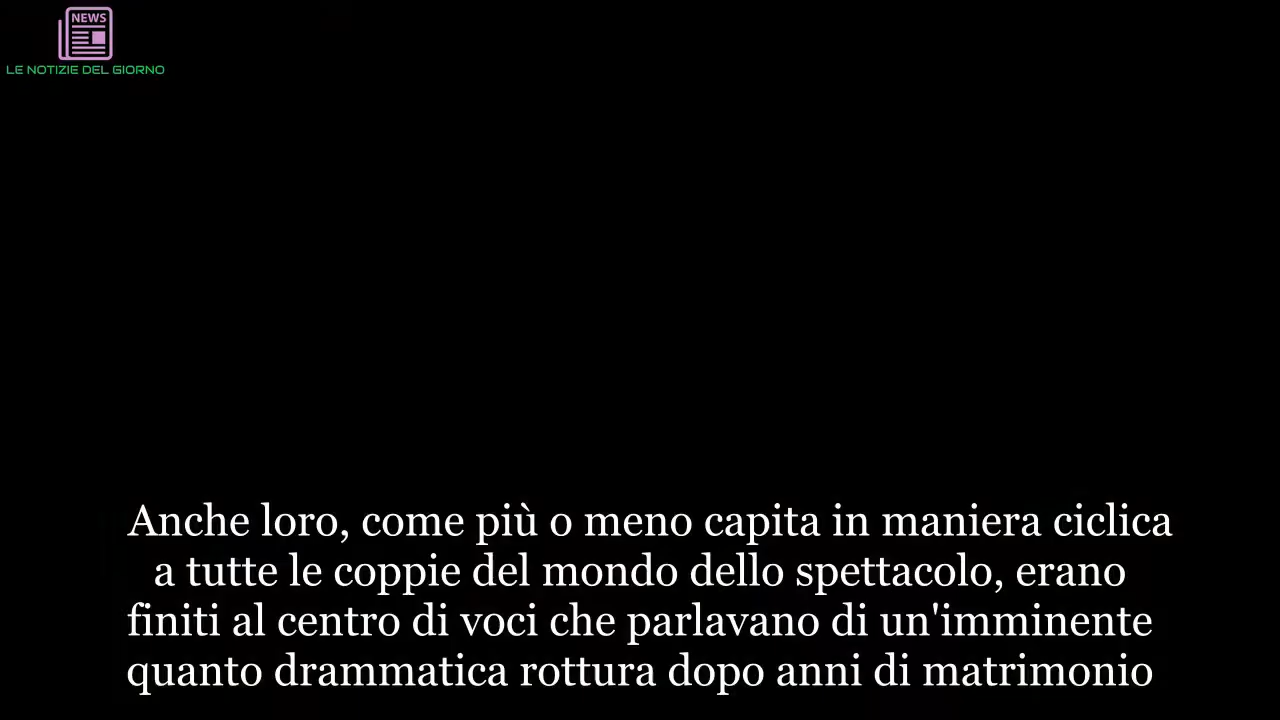 NEWS
LE NOTIZIE DEL GIORNO
Anche loro, come più o meno capita in maniera ciclica
a tutte le coppie del mondo dello spettacolo, erano
finiti al centro di voci che parlavano di un'imminente
quanto drammatica rottura dopo anni di matrimonio